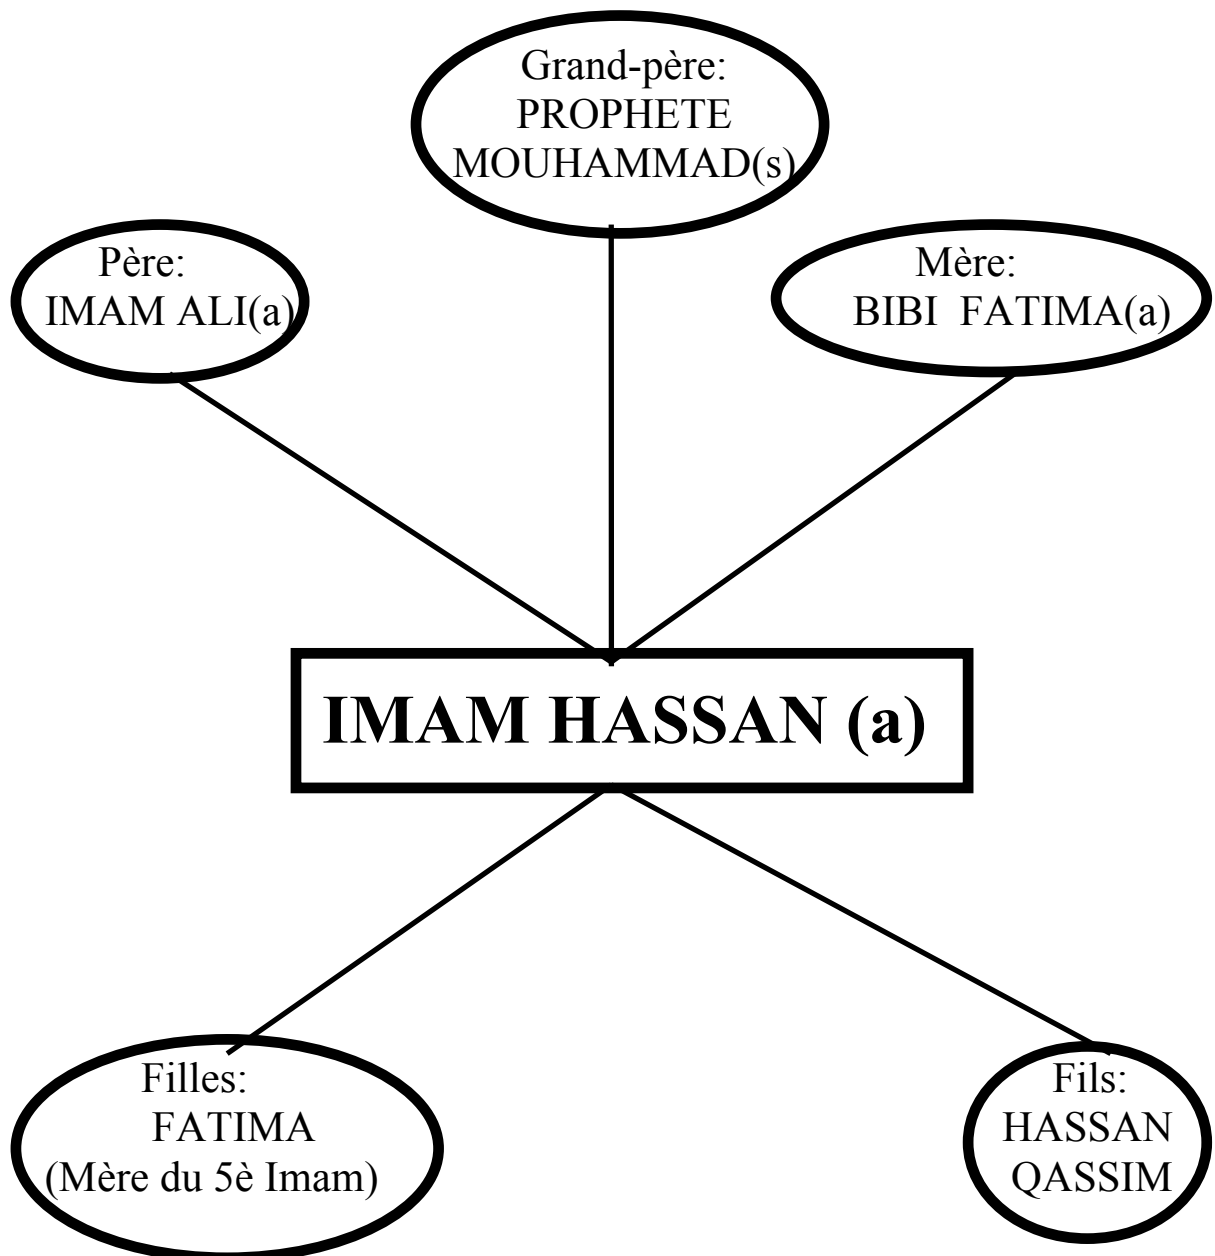 Grand-père:
PROPHETE
MOUHAMMAD(s)
Père:
IMAM ALI(a)
Mère:
BIBI FATIMA(a)
IMAM HASSAN (a)
Filles:
FATIMA
(Mère du 5è Imam)
Fils:
HASSAN
QASSIM